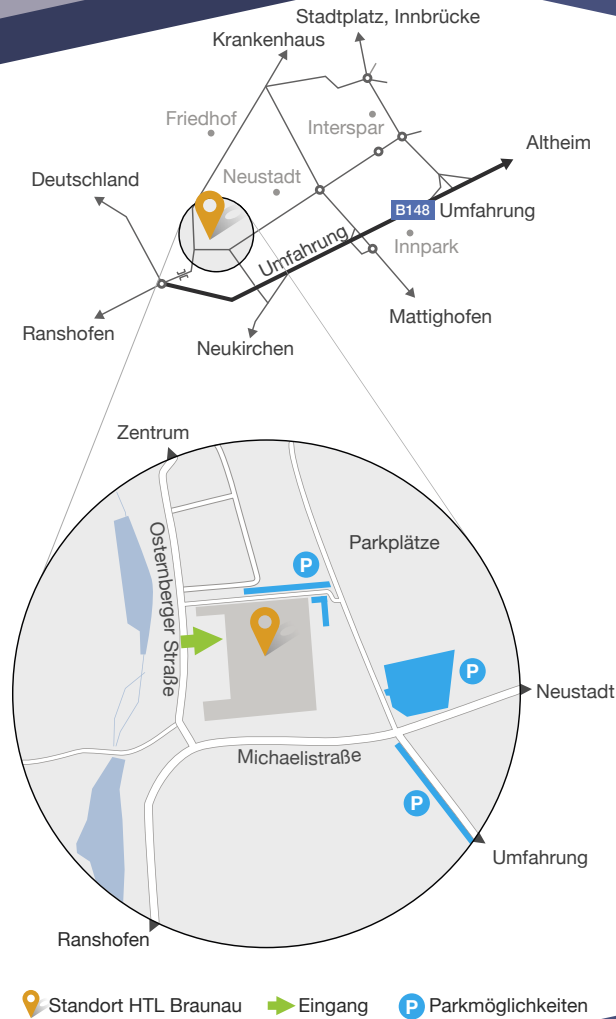 Stadtplatz, Innbrücke
Krankenhaus
Friedhof
Interspar
Altheim
Deutschland
Neustadt
B148 Umfahrung
Umfahrung
Innpark
Mattighofen
Ranshofen
Neukirchen
Zentrum
Osternberger Straße
Parkplätze
P
P
Neustadt
Michaelistraße
P
Umfahrung
Ranshofen
Standort HTL Braunau Eingang P Parkmöglichkeiten